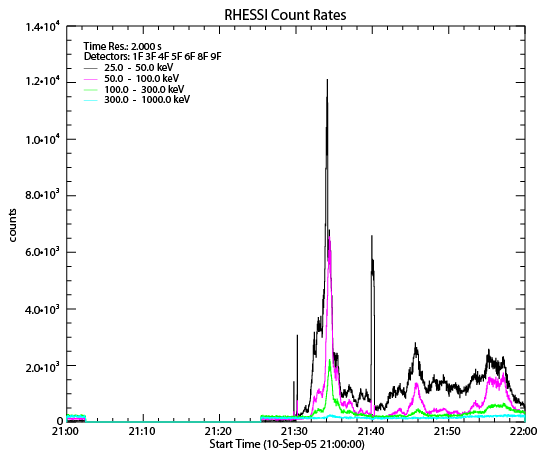 RHESSI Count Rates
1.4•10⁴
Time Res.: 2.000 s
Detectors: 1F 3F 4F 5F 6F 8F 9F
25.0 - 50.0 keV
50.0 - 100.0 keV
100.0 - 300.0 keV
300.0 - 1000.0 keV
1.2•10⁴
1.0•10⁴
8.0•10³
counts
6.0•10³
4.0•10³
2.0•10³
0
21:00 21:10 21:20 21:30 21:40 21:50 22:00
Start Time (10-Sep-05 21:00:00)